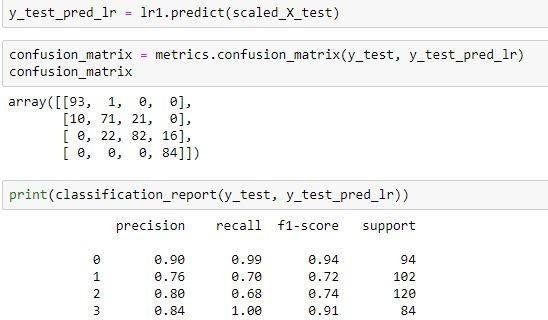 y_test_pred_lr = lr1.predict(scaled_X_test)
confusion_matrix = metrics.confusion_matrix(y_test, y_test_pred_lr)
confusion_matrix
array([[93, 1, 0, 0],
[10, 71, 21, 0],
[ 0, 22, 82, 16],
[ 0, 0, 0, 84]])
print(classification_report(y_test, y_test_pred_lr))
precision recall f1-score support
0 0.90 0.99 0.94 94
1 0.76 0.70 0.72 102
2 0.80 0.68 0.74 120
3 0.84 1.00 0.91 84